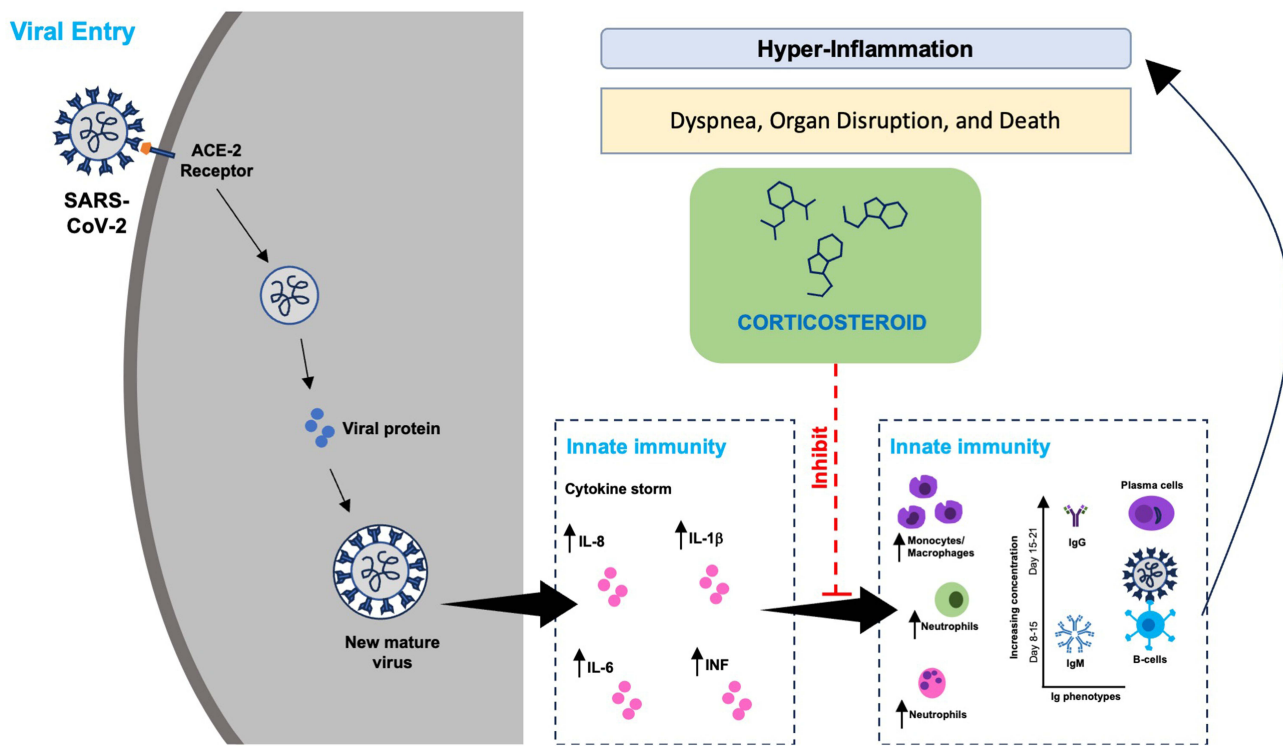 Viral Entry
SARS-
CoV-2
ACE-2
Receptor
Viral protein
New mature
virus
Hyper-Inflammation
Dyspnea, Organ Disruption, and Death
CORTICOSTEROID
Inhibit
Innate immunity
Cytokine storm
IL-8
IL-1β
IL-6
INF
Innate immunity
Monocytes/
Macrophages
Neutrophils
Neutrophils
Increasing concentration
Day 8-15
Day 15-21
IgG
IgM
Ig phenotypes
Plasma cells
B-cells